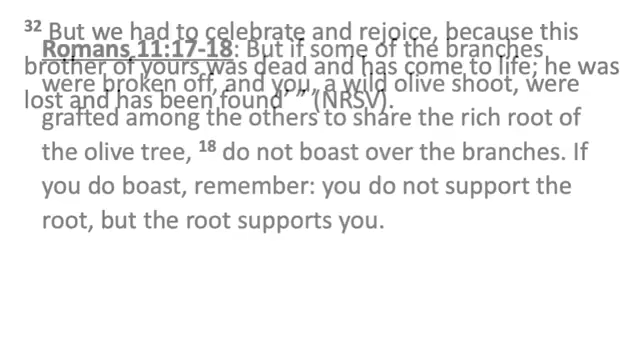 ³² But we had to celebrate and rejoice, because this
brother of yours was dead and has come to life; he was
lost and has been found’ ” (NRSV).
Romans 11:17-18: But if some of the branches
were broken off, and you, a wild olive shoot, were
grafted among the others to share the rich root of
the olive tree, ¹⁸ do not boast over the branches. If
you do boast, remember: you do not support the
root, but the root supports you.